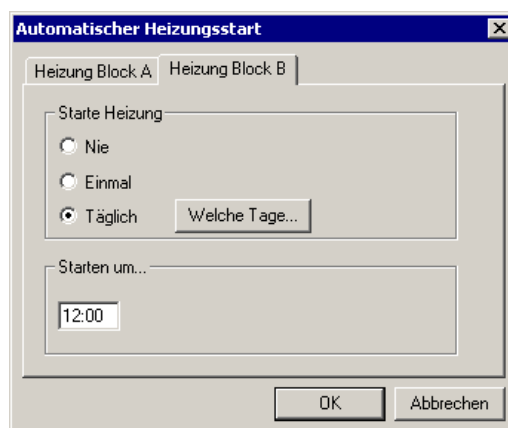 Automatischer Heizungsstart
Heizung Block A Heizung Block B
Starte Heizung
Nie
Einmal
Täglich Welche Tage...
Starten um...
12:00
OK Abbrechen